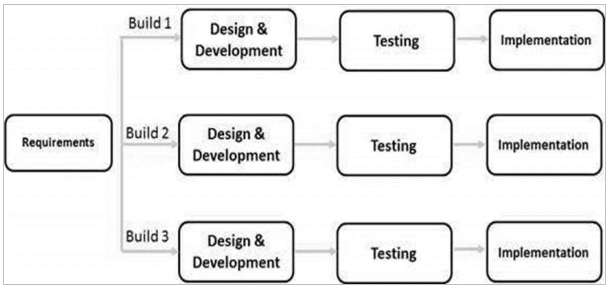 Build 1
Design &
Development
Testing
Implementation
Requirements
Build 2
Design &
Development
Testing
Implementation
Build 3
Design &
Development
Testing
Implementation